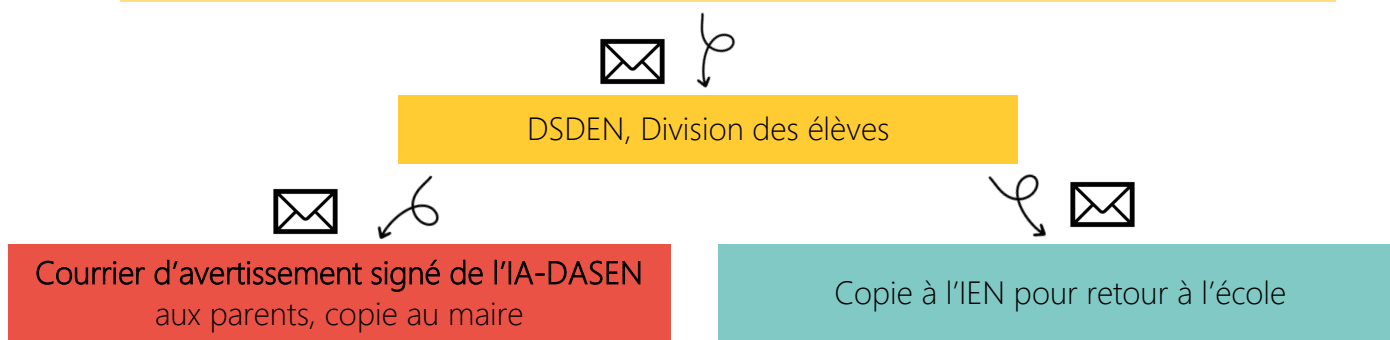 DSDEN, Division des élèves
Courrier d’avertissement signé de l’IA-DASEN
aux parents, copie au maire
Copie à l’IEN pour retour à l’école